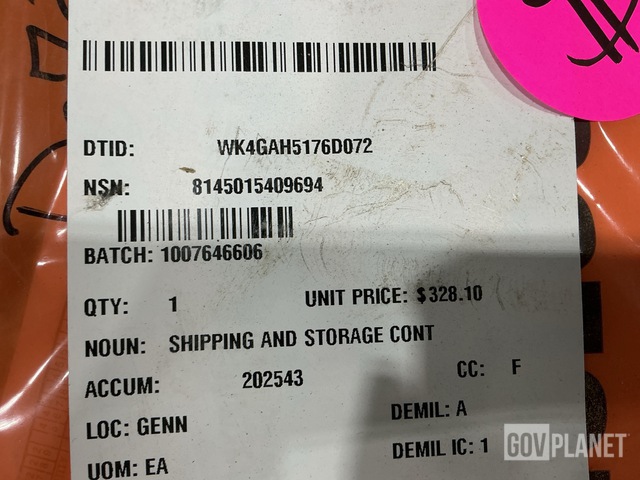 DTID: WK4GAH5176D072
NSN: 8145015409694
BATCH: 1007646606
QTY: 1 UNIT PRICE: $328.10
NOUN: SHIPPING AND STORAGE CONT
ACCUM: 202543 CC: F
LOC: GENN DEMIL: A
UOM: EA DEMIL IC: 1
GOVPLANET